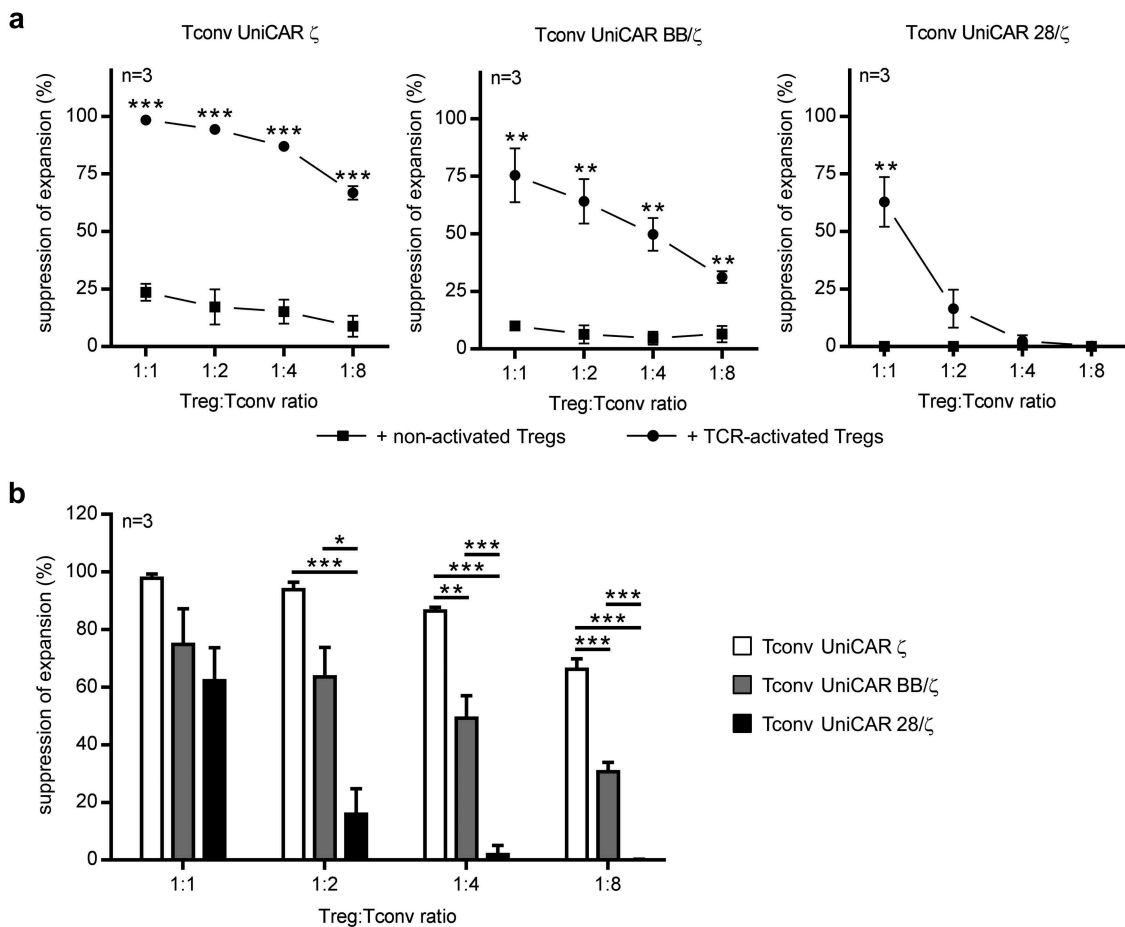 a
Tconv UniCAR ζ
Tconv UniCAR BB/ζ
Tconv UniCAR 28/ζ
suppression of expansion (%)
100
75
50
25
0
n=3
***
***
***
***
1:1
1:2
1:4
1:8
Treg:Tconv ratio
suppression of expansion (%)
100
75
50
25
0
n=3
**
**
**
**
1:1
1:2
1:4
1:8
Treg:Tconv ratio
suppression of expansion (%)
100
75
50
25
0
n=3
**
1:1
1:2
1:4
1:8
Treg:Tconv ratio
+ non-activated Tregs
+ TCR-activated Tregs
b
suppression of expansion (%)
120
100
80
60
40
20
0
n=3
*
***
***
***
**
***
***
***
1:1
1:2
1:4
1:8
Treg:Tconv ratio
Tconv UniCAR ζ
Tconv UniCAR BB/ζ
Tconv UniCAR 28/ζ